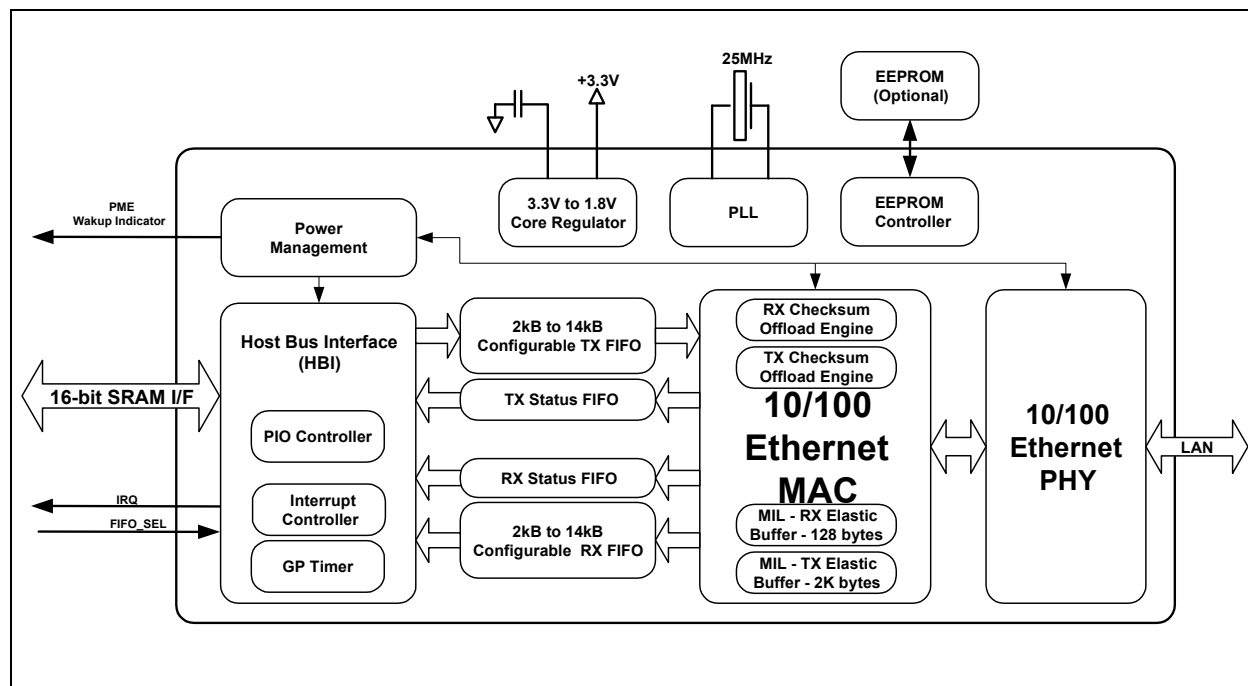 25MHz
+3.3V
EEPROM
(Optional)
3.3V to 1.8V
Core Regulator
PLL
EEPROM
Controller
PME
Wakup Indicator
Power
Management
Host Bus Interface
(HBI)
2kB to 14kB
Configurable TX FIFO
RX Checksum
Offload Engine
TX Checksum
Offload Engine
16-bit SRAM I/F
TX Status FIFO
10/100
Ethernet
MAC
10/100
Ethernet
PHY
LAN
PIO Controller
RX Status FIFO
IRQ
FIFO_SEL
Interrupt
Controller
2kB to 14kB
Configurable RX FIFO
MIL - RX Elastic
Buffer - 128 bytes
GP Timer
MIL - TX Elastic
Buffer - 2K bytes